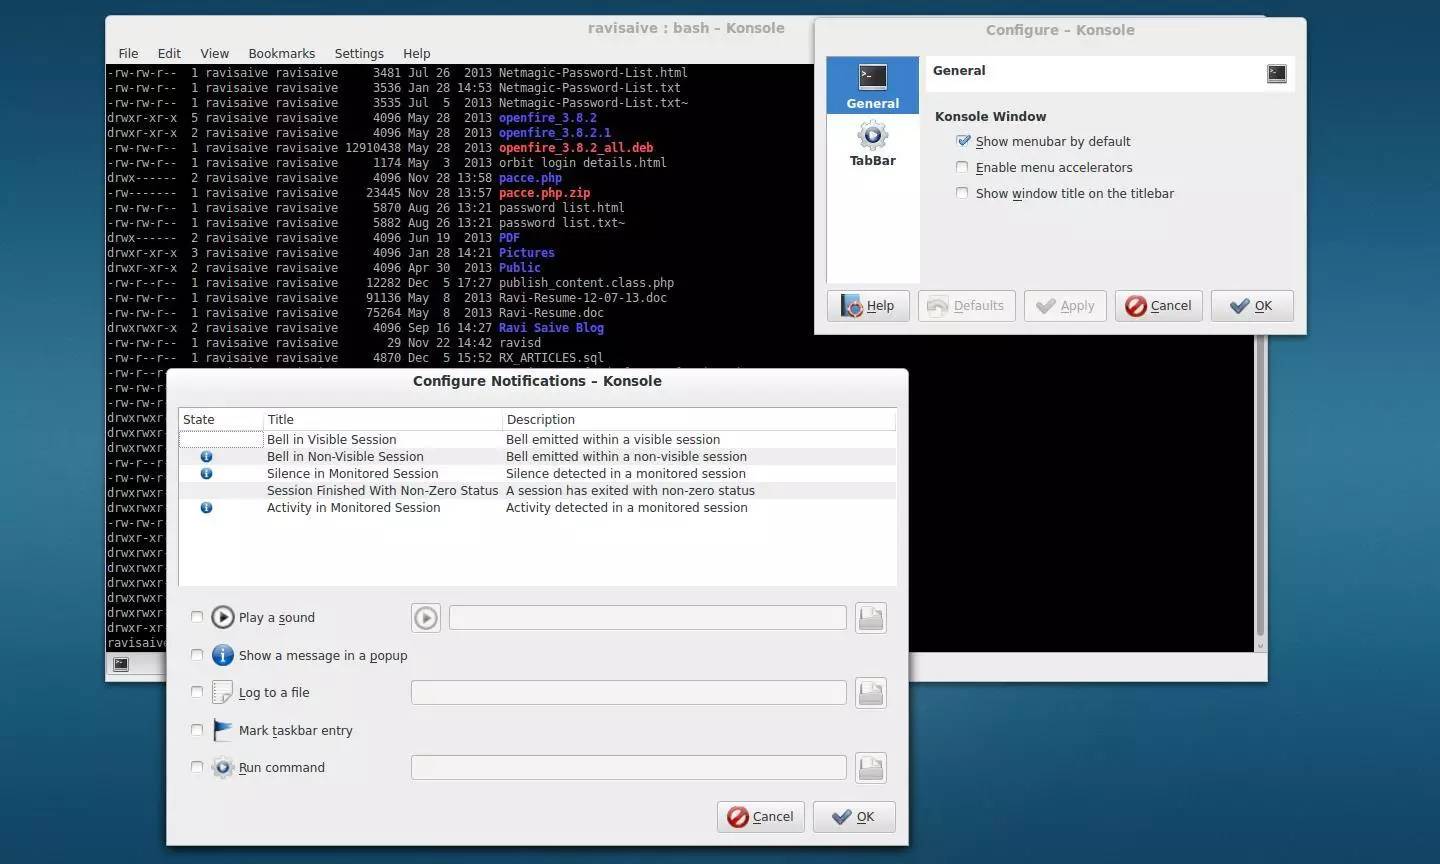 ravisaive : bash – Konsole
File Edit View Bookmarks Settings Help
-rw-rw-r-- 1 ravisaive ravisaive 3481 Jul 26 2013 Netmagic-Password-List.html
-rw-rw-r-- 1 ravisaive ravisaive 3536 Jan 28 14:53 Netmagic-Password-List.txt
-rw-rw-r-- 1 ravisaive ravisaive 3535 Jul 5 2013 Netmagic-Password-List.txt~
drwxr-xr-x 5 ravisaive ravisaive 4096 May 28 2013 openfire_3.8.2
drwxr-xr-x 2 ravisaive ravisaive 4096 May 28 2013 openfire_3.8.2.1
-rw-rw-r-- 1 ravisaive ravisaive 12910438 May 28 2013 openfire_3.8.2_all.deb
-rw-rw-r-- 1 ravisaive ravisaive 1174 May 3 2013 orbit login details.html
drwx------ 2 ravisaive ravisaive 4096 Nov 28 13:58 pacce.php
-rw------- 1 ravisaive ravisaive 23445 Nov 28 13:57 pacce.php.zip
-rw-rw-r-- 1 ravisaive ravisaive 5870 Aug 26 13:21 password list.html
-rw-rw-r-- 1 ravisaive ravisaive 5882 Aug 26 13:21 password list.txt~
drwx------ 2 ravisaive ravisaive 4096 Jun 19 2013 PDF
drwxr-xr-x 3 ravisaive ravisaive 4096 Jan 28 14:21 Pictures
drwxr-xr-x 2 ravisaive ravisaive 4096 Apr 30 2013 Public
-rw-r--r-- 1 ravisaive ravisaive 12282 Dec 5 17:27 publish_content.class.php
-rw-rw-r-- 1 ravisaive ravisaive 91136 May 8 2013 Ravi-Resume-12-07-13.doc
-rw-rw-r-- 1 ravisaive ravisaive 75264 May 8 2013 Ravi-Resume.doc
drwxrwxr-x 2 ravisaive ravisaive 4096 Sep 16 14:27 Ravi Saive Blog
-rw-rw-r-- 1 ravisaive ravisaive 29 Nov 22 14:42 ravisd
-rw-r--r-- 1 ravisaive ravisaive 4870 Dec 5 15:52 RX_ARTICLES.sql
-rw-r--r-
-rw-rw-r-
-rw-rw-r-
drwxrwxr-
drwxrwxr-
drwxrwxr-
-rw-r--r-
-rw-rw-r-
drwxrwxr-
drwxrwxr-
-rw-rw-r-
drwxr-xr-
drwxrwxr-
drwxrwxr-
drwxrwxr-
drwxrwxr-
drwxrwxr-
drwxr-xr-
ravisaive
Configure – Konsole
General
TabBar
General
Konsole Window
Show menubar by default
Enable menu accelerators
Show window title on the titlebar
Help Defaults Apply Cancel OK
Configure Notifications – Konsole
State Title Description
Bell in Visible Session Bell emitted within a visible session
Bell in Non-Visible Session Bell emitted within a non-visible session
Silence in Monitored Session Silence detected in a monitored session
Session Finished With Non-Zero Status A session has exited with non-zero status
Activity in Monitored Session Activity detected in a monitored session
Play a sound
Show a message in a popup
Log to a file
Mark taskbar entry
Run command
Cancel OK